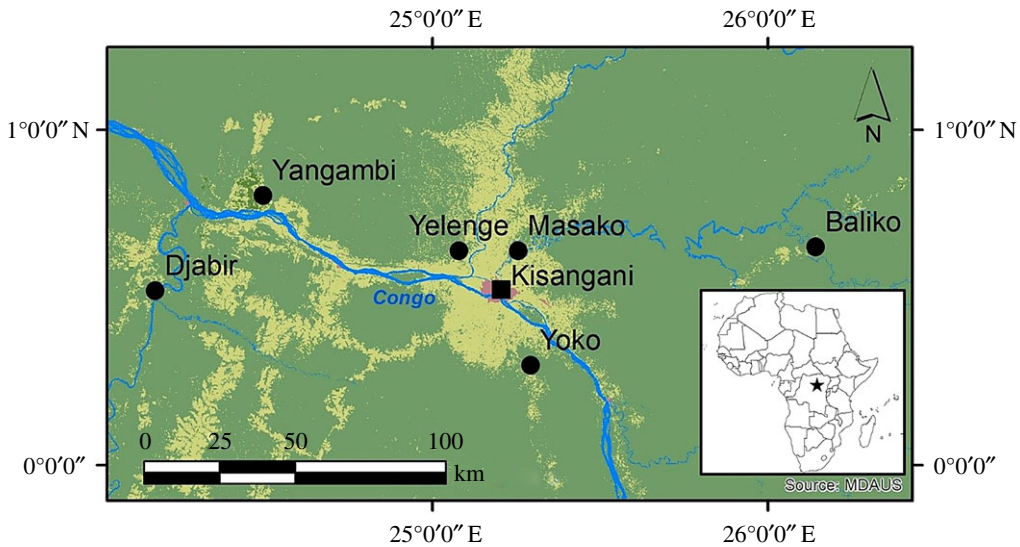 25°0′0″ E 26°0′0″ E
1°0′0″ N 1°0′0″ N
N
Yangambi
Yelenge Masako Baliko
Djabir Kisangani
Congo
Yoko
0 25 50 100
km
0°0′0″ 0°0′0″
Source: MDAUS
25°0′0″ E 26°0′0″ E